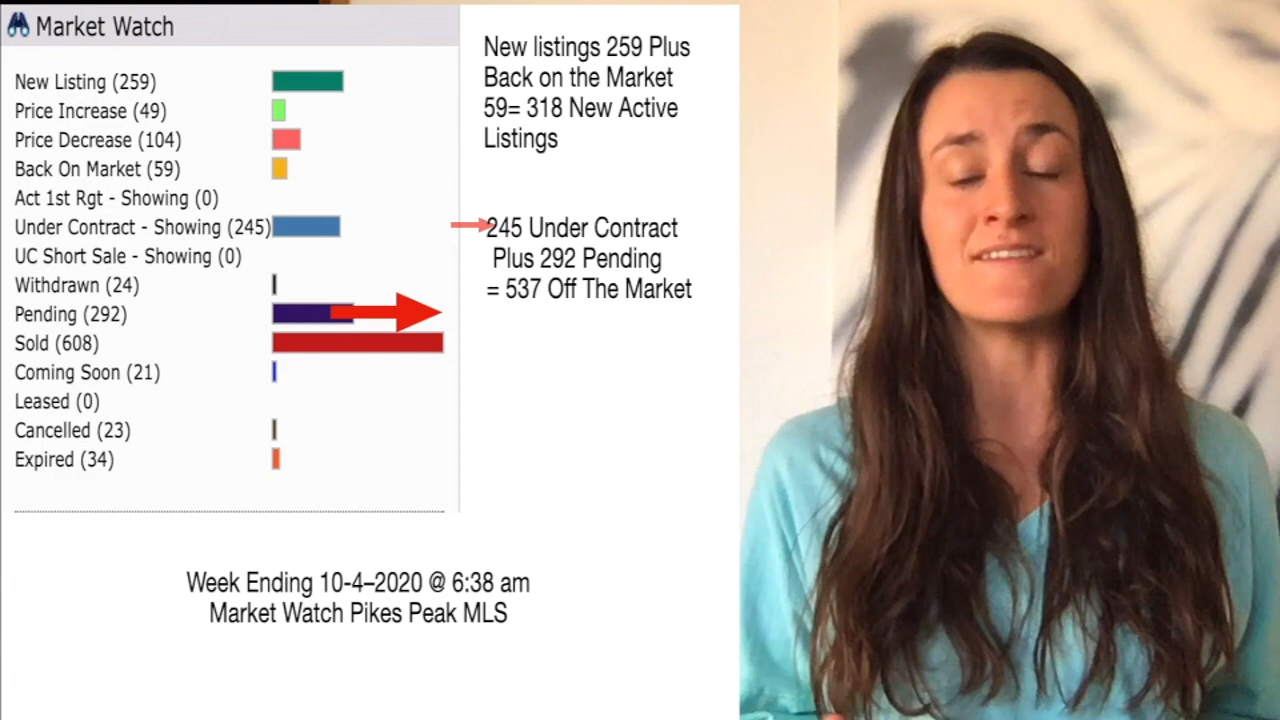 Market Watch
New Listing (259)
Price Increase (49)
Price Decrease (104)
Back On Market (59)
Act 1st Rgt - Showing (0)
Under Contract - Showing (245)
UC Short Sale - Showing (0)
Withdrawn (24)
Pending (292)
Sold (608)
Coming Soon (21)
Leased (0)
Cancelled (23)
Expired (34)
New listings 259 Plus
Back on the Market
59= 318 New Active
Listings
245 Under Contract
Plus 292 Pending
= 537 Off The Market
Week Ending 10-4–2020 @ 6:38 am
Market Watch Pikes Peak MLS